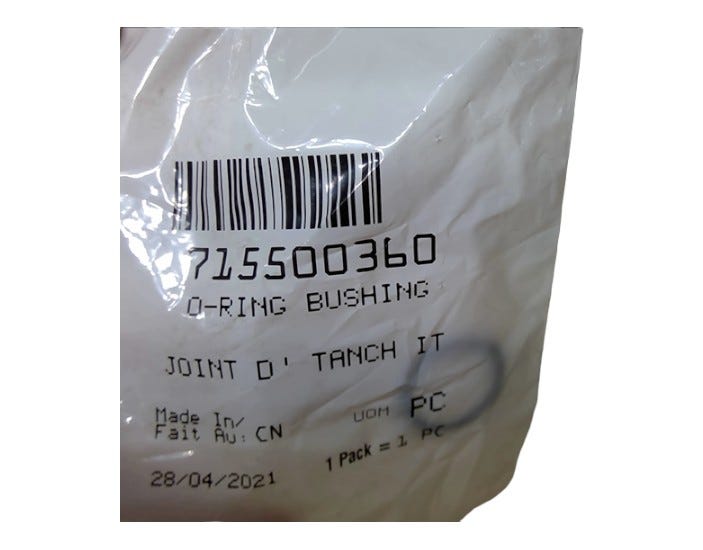 715500360
O-RING BUSHING
JOINT D' TANCH IT
Made In/
Fait Au: CN
UOM PC
1 Pack = 1 PC
28/04/2021